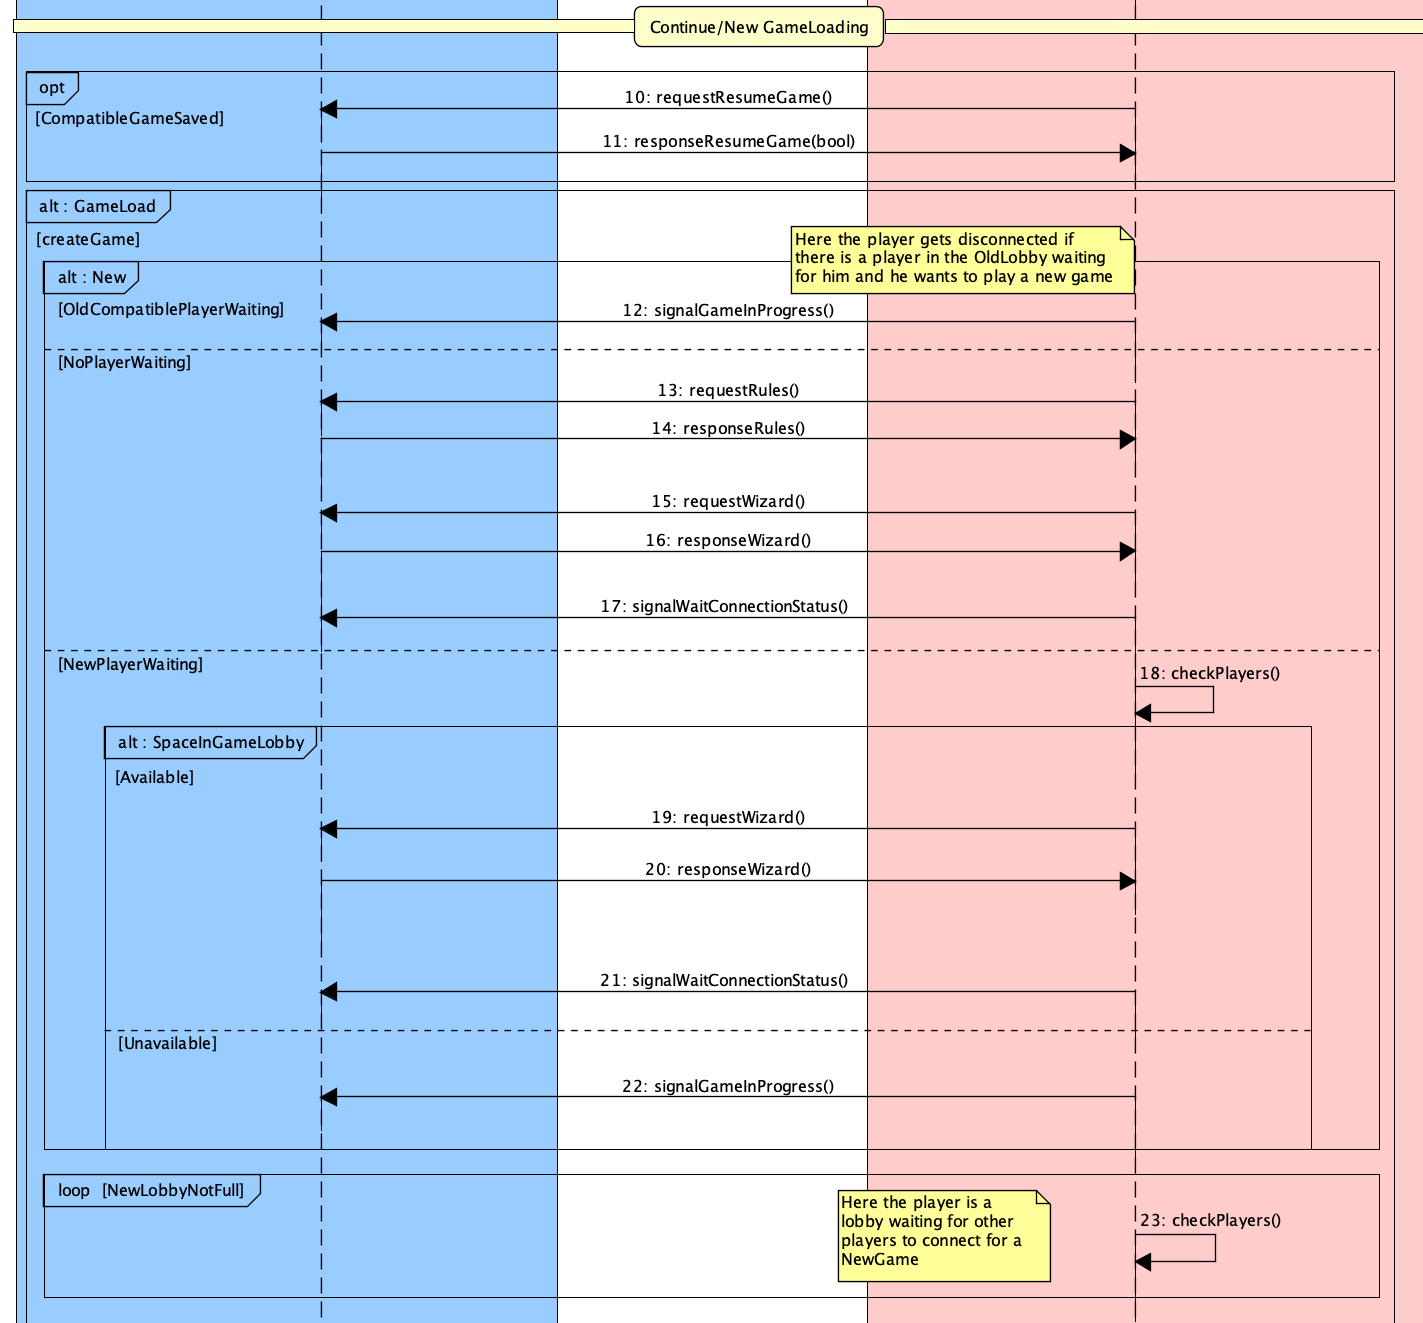 Continue/New GameLoading
opt
10: requestResumeGame()
[CompatibleGameSaved]
11: responseResumeGame(bool)
alt : GameLoad
[createGame]
Here the player gets disconnected if
there is a player in the OldLobby waiting
for him and he wants to play a new game
alt : New
[OldCompatiblePlayerWaiting]
12: signalGameInProgress()
[NoPlayerWaiting]
13: requestRules()
14: responseRules()
15: requestWizard()
16: responseWizard()
17: signalWaitConnectionStatus()
[NewPlayerWaiting]
18: checkPlayers()
alt : SpaceInGameLobby
[Available]
19: requestWizard()
20: responseWizard()
21: signalWaitConnectionStatus()
[Unavailable]
22: signalGameInProgress()
loop [NewLobbyNotFull]
Here the player is a
lobby waiting for other
players to connect for a
NewGame
23: checkPlayers()